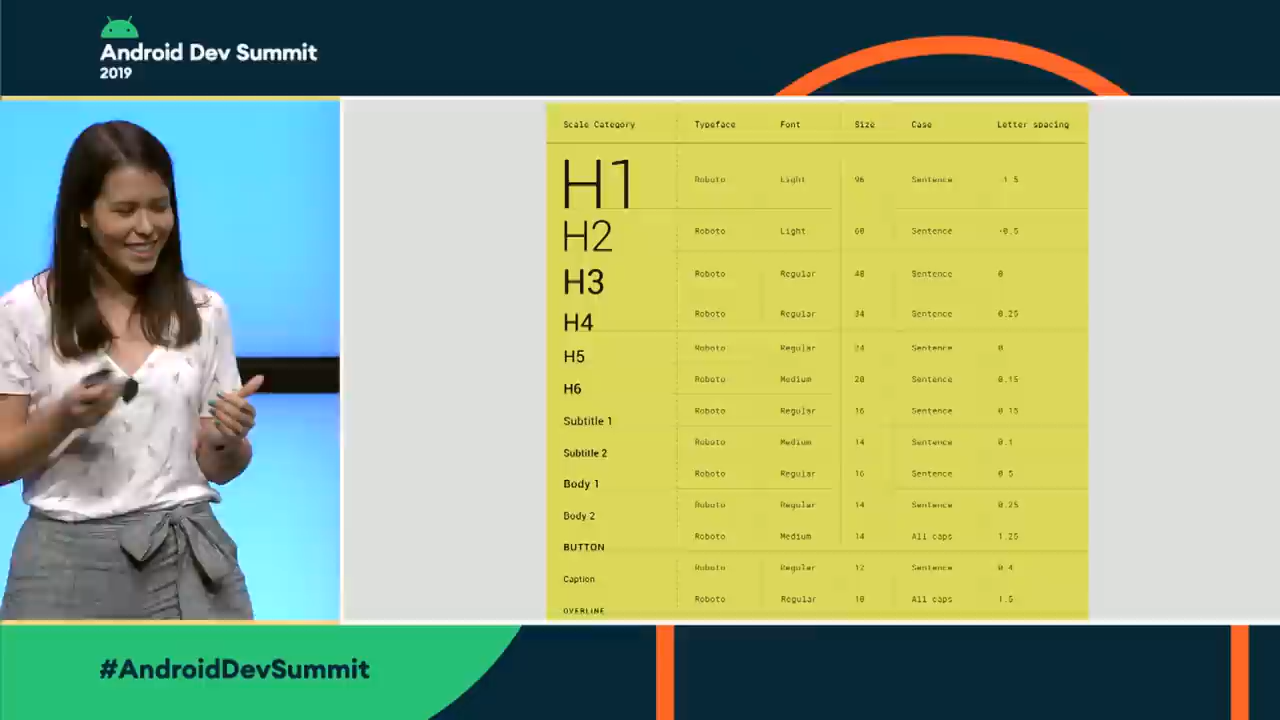 Android Dev Summit
2019
Scale Category Typeface Font Size Case Letter spacing
H1 Roboto Light 96 Sentence -1.5
H2 Roboto Light 60 Sentence -0.5
H3 Roboto Regular 48 Sentence 0
H4 Roboto Regular 34 Sentence 0.25
H5 Roboto Regular 24 Sentence 0
H6 Roboto Medium 20 Sentence 0.15
Subtitle 1 Roboto Regular 16 Sentence 0.15
Subtitle 2 Roboto Medium 14 Sentence 0.1
Body 1 Roboto Regular 16 Sentence 0.5
Body 2 Roboto Regular 14 Sentence 0.25
BUTTON Roboto Medium 14 All caps 1.25
Caption Roboto Regular 12 Sentence 0.4
OVERLINE Roboto Regular 10 All caps 1.5
#AndroidDevSummit